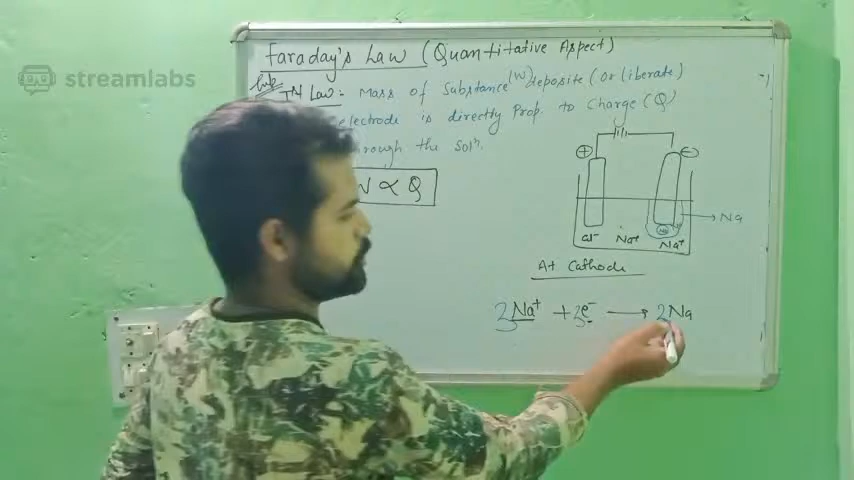 streamlabs
Faraday's Law (Quantitative Aspect)
Ist Law:- Mass of Substance (W) deposite (or liberate)
electrode is directly Prop. to Charge (Q)
through the solⁿ.
W ∝ Q
+ -
Na
Cl⁻ Na⁺ Na⁺
At Cathode
2Na⁺ + 2e⁻ ⟶ 2Na